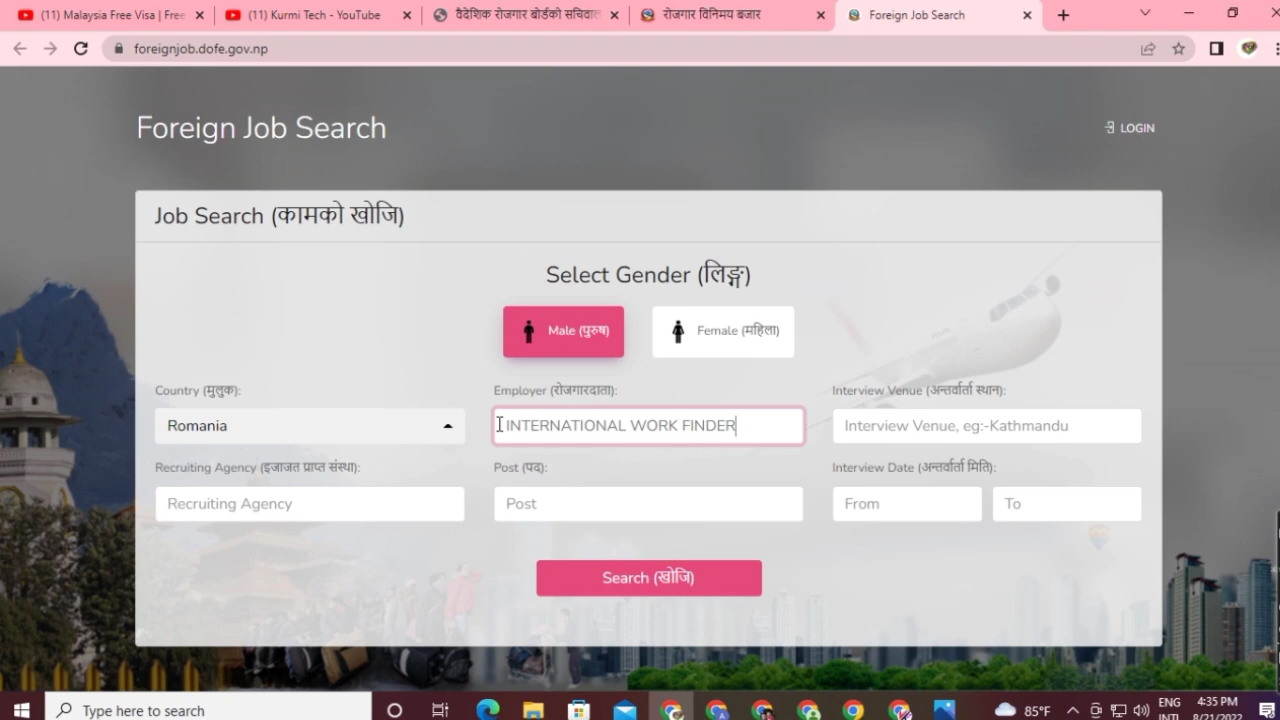 (11) Malaysia Free Visa | Free
(11) Kurmi Tech - YouTube
वैदेशिक रोजगार बोर्डको सचिवाल
रोजगार विनिमय बजार
Foreign Job Search
foreignjob.dofe.gov.np
Foreign Job Search
LOGIN
Job Search (कामको खोजि)
Select Gender (लिङ्ग)
Male (पुरुष)
Female (महिला)
Country (मुलुक):
Employer (रोजगारदाता):
Interview Venue (अन्तर्वार्ता स्थान):
Romania
INTERNATIONAL WORK FINDER
Interview Venue, eg:-Kathmandu
Recruiting Agency (इजाजत प्राप्त संस्था):
Post (पद):
Interview Date (अन्तर्वार्ता मिति):
Recruiting Agency
Post
From
To
Search (खोजि)
Type here to search
85°F
ENG
INTL
4:35 PM
8/21/2022